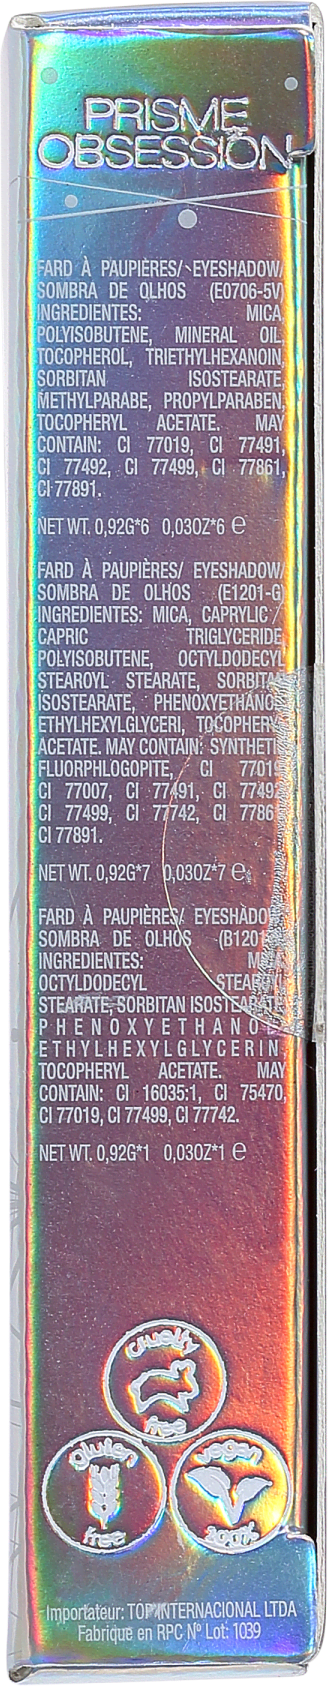 PRISME
OBSESSION
FARD À PAUPIÈRES/ EYESHADOW/
SOMBRA DE OLHOS (E0706-5V)
INGREDIENTES: MICA,
POLYISOBUTENE, MINERAL OIL,
TOCOPHEROL, TRIETHYLHEXANOIN,
SORBITAN ISOSTEARATE,
METHYLPARABE, PROPYLPARABEN,
TOCOPHERYL ACETATE. MAY
CONTAIN: CI 77019, CI 77491,
CI 77492, CI 77499, CI 77861,
CI 77891.
NET WT. 0,92G*6 0,03OZ*6 ℮
FARD À PAUPIÈRES/ EYESHADOW/
SOMBRA DE OLHOS (E1201-G)
INGREDIENTES: MICA, CAPRYLIC /
CAPRIC TRIGLYCERIDE
POLYISOBUTENE, OCTYLDODECYL
STEAROYL STEARATE, SORBITAN
ISOSTEARATE, PHENOXYETHANOL
ETHYLHEXYLGLYCERI, TOCOPHERYL
ACETATE. MAY CONTAIN: SYNTHETI
FLUORPHLOGOPITE, CI 77019
CI 77007, CI 77491, CI 77492
CI 77499, CI 77742, CI 7786
CI 77891.
NET WT. 0,92G*7 0,03OZ*7 ℮
FARD À PAUPIÈRES/ EYESHADOW
SOMBRA DE OLHOS (B1201
INGREDIENTES:
OCTYLDODECYL STEAROYL
STEARATE, SORBITAN ISOSTEARATE
PHENOXYETHANOL
ETHYLHEXYLGLYCERIN
TOCOPHERYL ACETATE. MAY
CONTAIN: CI 16035:1, CI 75470,
CI 77019, CI 77499, CI 77742.
NET WT. 0,92G*1 0,03OZ*1 ℮
cruelty
free
gluten
free
vegan
100%
Importateur: TOP INTERNACIONAL LTDA
Fabriqué en RPC Nº Lot: 1039